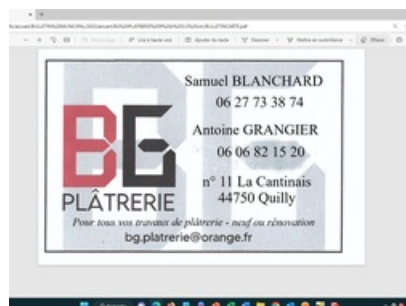 Samuel BLANCHARD
06 27 73 38 74
Antoine GRANGIER
06 06 82 15 20
n° 11 La Cantinais
44750 Quilly
BG
PLÂTRERIE
Pour tous vos travaux de plâtrerie - neuf ou rénovation
bg.platrerie@orange.fr